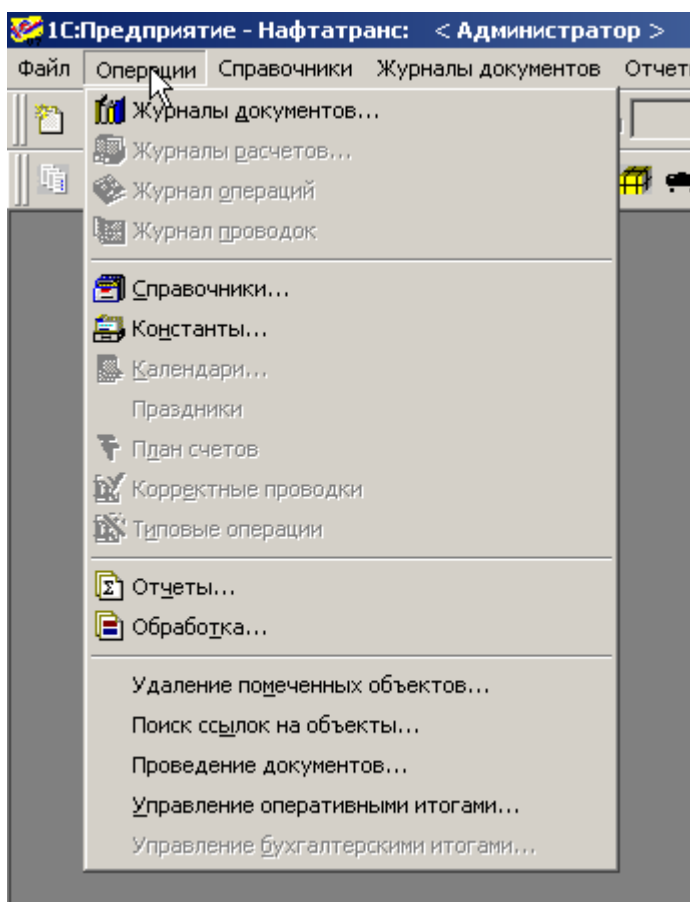 1С:Предприятие - Нафтатранс: < Администратор >
Файл Операции Справочники Журналы документов Отчет
Журналы документов...
Журналы расчетов...
Журнал операций
Журнал проводок
Справочники...
Константы...
Календари...
Праздники
План счетов
Корректные проводки
Типовые операции
Отчеты...
Обработка...
Удаление помеченных объектов...
Поиск ссылок на объекты...
Проведение документов...
Управление оперативными итогами...
Управление бухгалтерскими итогами...